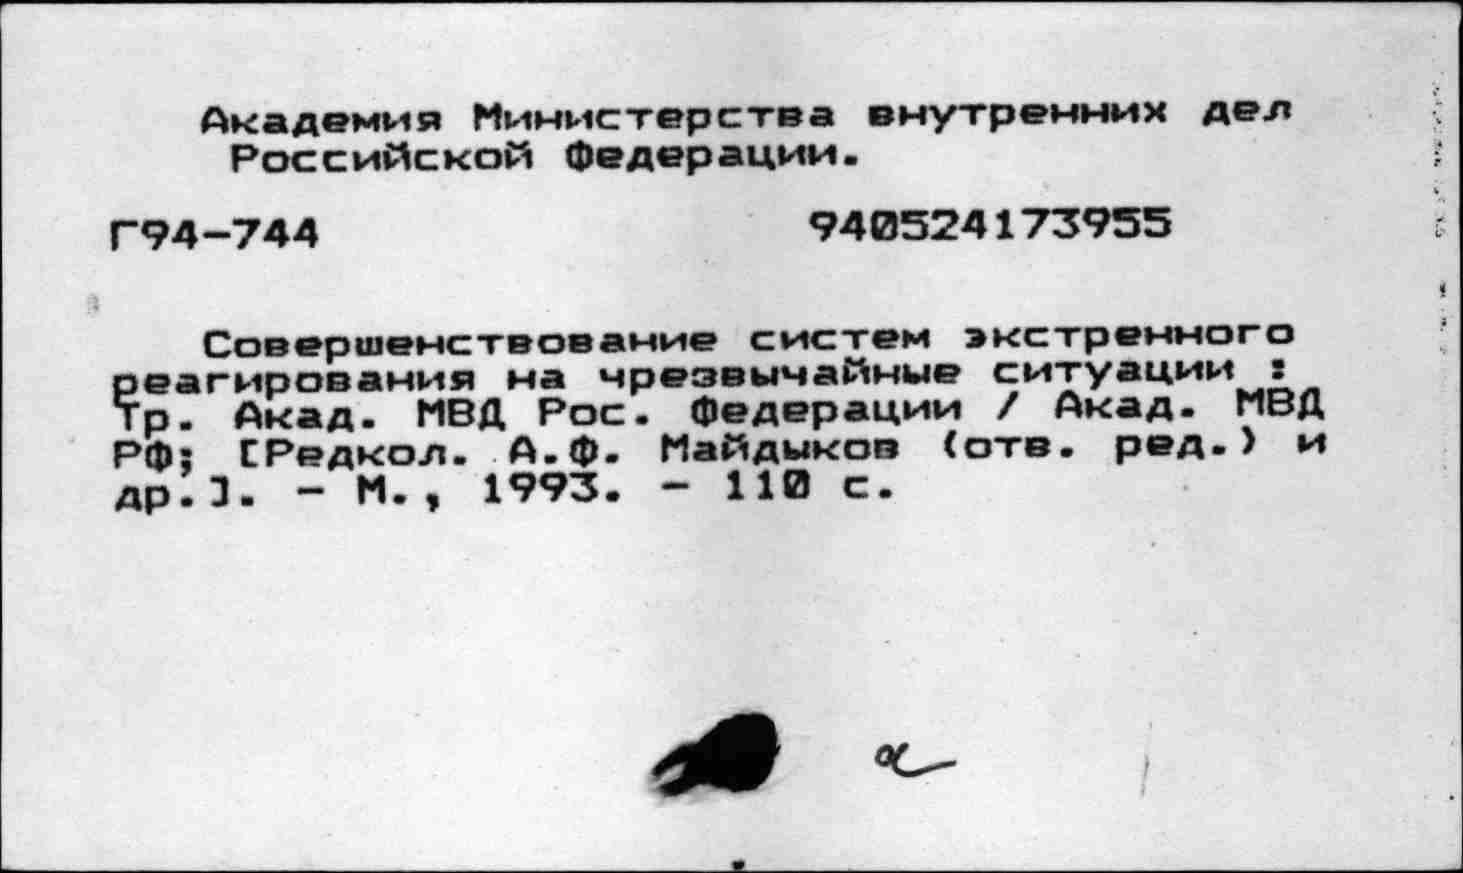 Академия Министерства внутренних дел
Российской Федерации.
Г94-744 940524173955
Совершенствование систем экстренного
реагирования на чрезвычайные ситуации :
Тр. Акад. МВД Рос. Федерации / Акад. МВД
РФ; [Редкол. А.Ф. Майдыков (отв. ред.) и
др.]. - М., 1993. - 110 с.